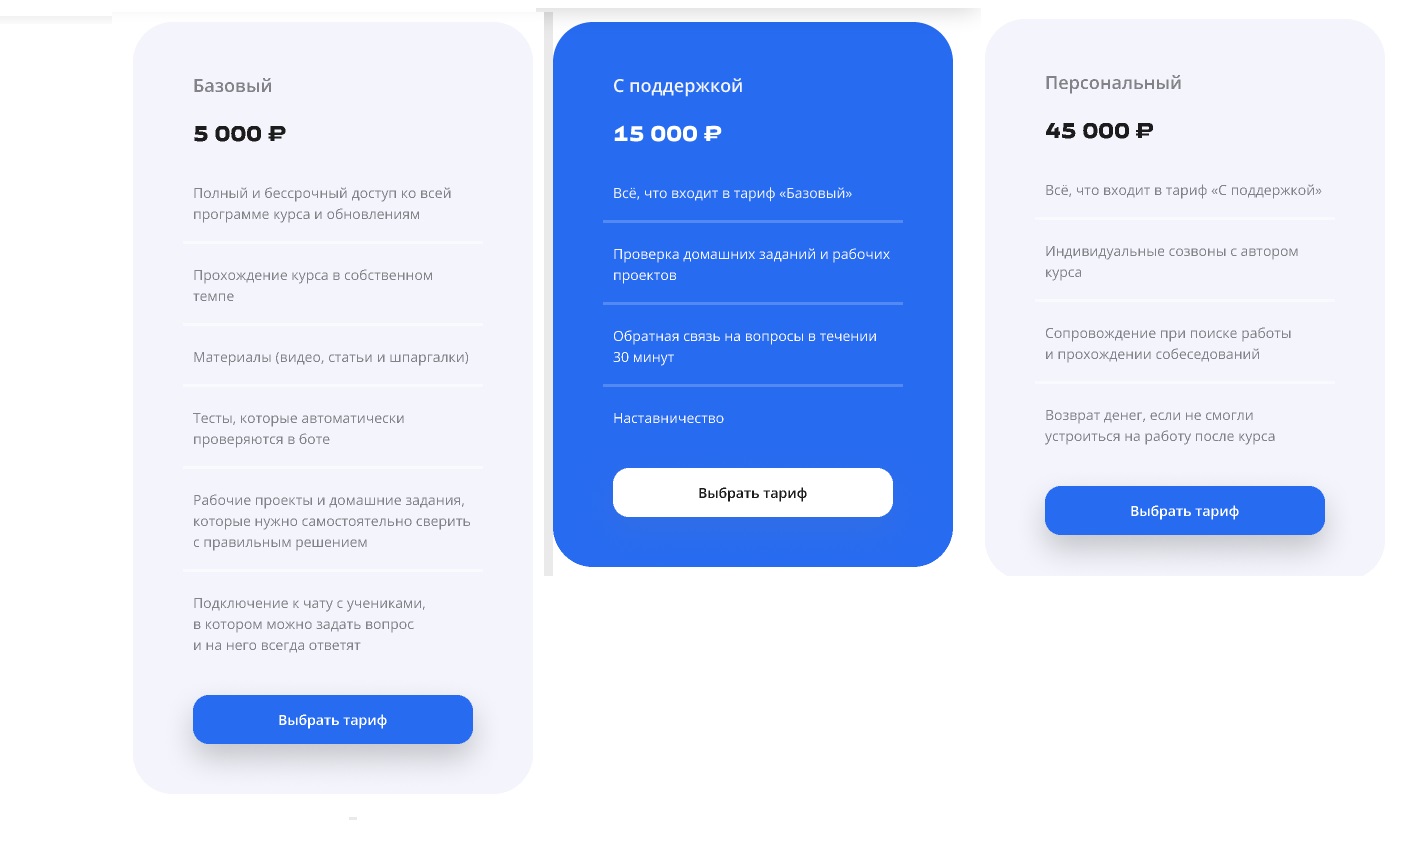 Базовый
5 000 ₽
Полный и бессрочный доступ ко всей
программе курса и обновлениям
Прохождение курса в собственном
темпе
Материалы (видео, статьи и шпаргалки)
Тесты, которые автоматически
проверяются в боте
Рабочие проекты и домашние задания,
которые нужно самостоятельно сверить
с правильным решением
Подключение к чату с учениками,
в котором можно задать вопрос
и на него всегда ответят
Выбрать тариф
С поддержкой
15 000 ₽
Всё, что входит в тариф «Базовый»
Проверка домашних заданий и рабочих
проектов
Обратная связь на вопросы в течении
30 минут
Наставничество
Выбрать тариф
Персональный
45 000 ₽
Всё, что входит в тариф «С поддержкой»
Индивидуальные созвоны с автором
курса
Сопровождение при поиске работы
и прохождении собеседований
Возврат денег, если не смогли
устроиться на работу после курса
Выбрать тариф